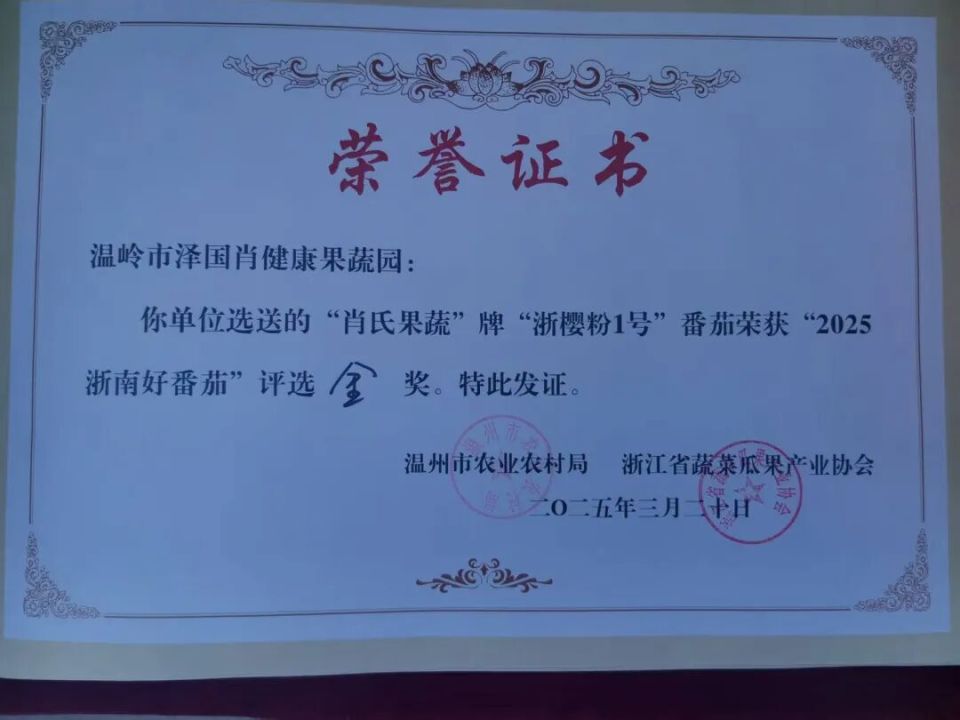 荣誉证书
温岭市泽国肖健康果蔬园：
你单位选送的“肖氏果蔬”牌“浙樱粉1号”番茄荣获“2025
浙南好番茄”评选 金 奖。特此发证。
温州市农业农村局 浙江省蔬菜瓜果产业协会
二O二五年三月二十日